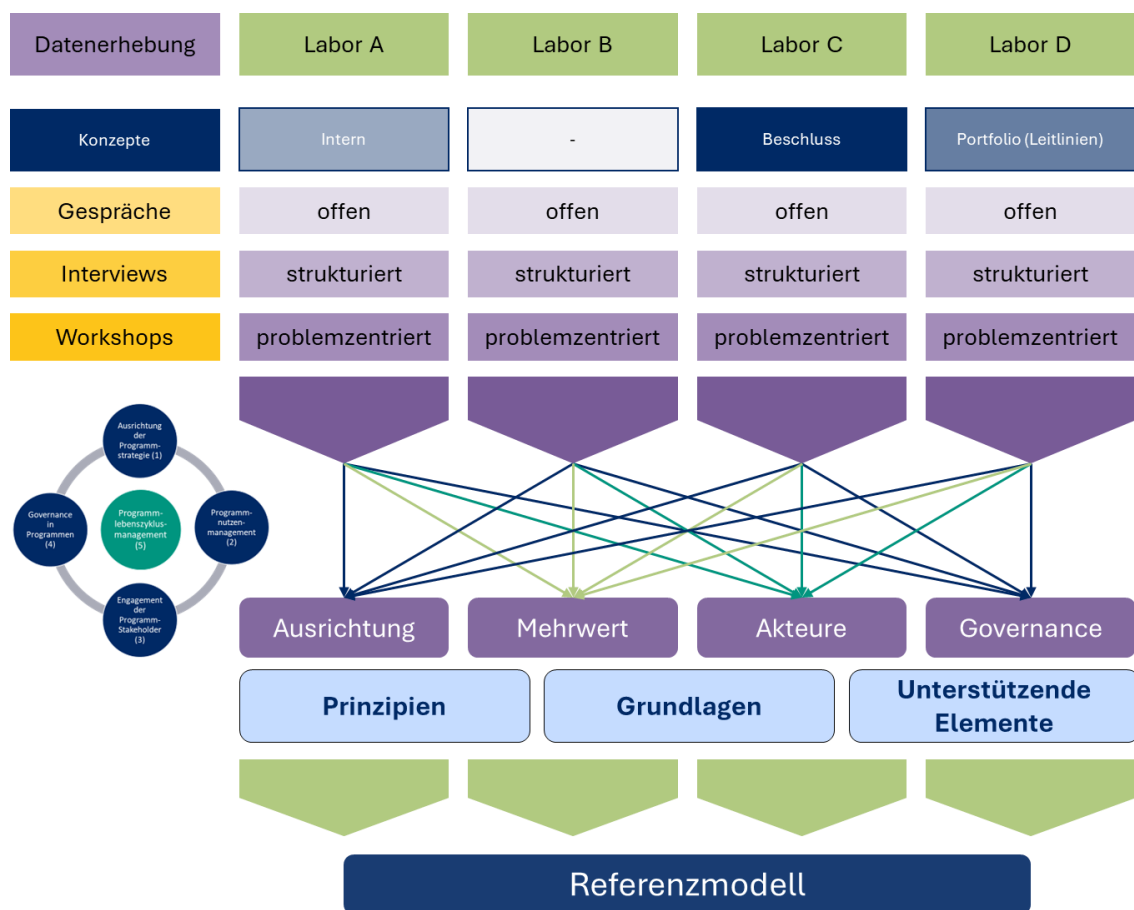 Datenerhebung
Labor A
Labor B
Labor C
Labor D
Konzepte
Intern
-
Beschluss
Portfolio (Leitlinien)
Gespräche
offen
offen
offen
offen
Interviews
strukturiert
strukturiert
strukturiert
strukturiert
Workshops
problemzentriert
problemzentriert
problemzentriert
problemzentriert
Ausrichtung
der
Programm-
strategie (1)
Governance
in
Programmen
(4)
Programm-
lebenszyklus-
management
(5)
Programm-
nutzen-
management
(2)
Engagement
der
Programm-
Stakeholder
(3)
Ausrichtung
Mehrwert
Akteure
Governance
Prinzipien
Grundlagen
Unterstützende
Elemente
Referenzmodell